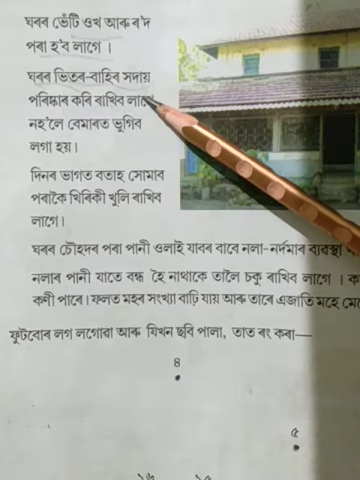 ঘৰৰ ভেঁটি ওখ আৰু ৰ'দ
পৰা হ'ব লাগে ।
ঘৰৰ ভিতৰ-বাহিৰ সদায়
পৰিষ্কাৰ কৰি ৰাখিব লাগে
নহ'লে বেমাৰত ভুগিব
লগা হয়।
দিনৰ ভাগত বতাহ সোমাব
পৰাকৈ খিৰিকী খুলি ৰাখিব
লাগে।
ঘৰৰ চৌহদৰ পৰা পানী ওলাই যাবৰ বাবে নলা-নৰ্দমাৰ ব্যৱস্থা
নলাৰ পানী যাতে বন্ধ হৈ নাথাকে তালৈ চকু ৰাখিব লাগে ।
কণী পাৰে। ফলত মহৰ সংখ্যা বাঢ়ি যায় আৰু তাৰে এজাতি মহে
ফুটবোৰ লগ লগোৱা আৰু যিখন ছবি পালা, তাত ৰং কৰা—
৪
৫